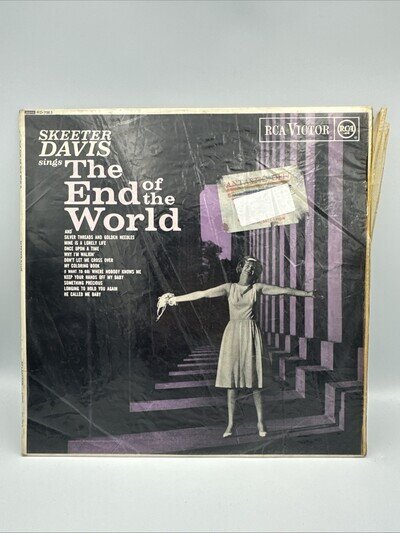 SKEETER
DAVIS
sings
The
End of
the
World
RCA VICTOR
RCA
AND
SILVER THREADS AND GOLDEN NEEDLES
MINE IS A LONELY LIFE
ONCE UPON A TIME
WHY I'M WALKIN'
DON'T LET ME CROSS OVER
MY COLORING BOOK
(I WANT TO GO) WHERE NOBODY KNOWS ME
KEEP YOUR HANDS OFF MY BABY
SOMETHING PRECIOUS
LONGING TO HOLD YOU AGAIN
HE CALLED ME BABY